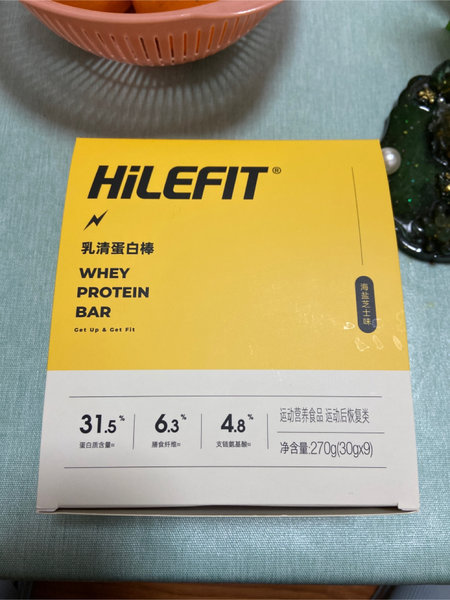 HiLEFIT®
乳清蛋白棒
WHEY
PROTEIN
BAR
Get Up & Get Fit
海盐芝士味
31.5%
蛋白质含量≈
6.3%
膳食纤维≈
4.8%
支链氨基酸≈
运动营养食品 运动后恢复类
净含量:270g(30gx9)